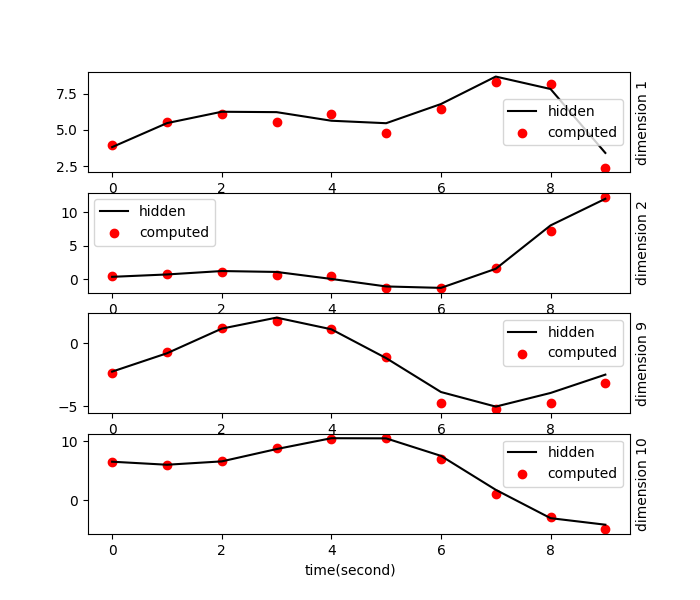 7.5
5.0
2.5
hidden
computed
dimension 1
0 2 4 6 8
10
5
0
hidden
computed
dimension 2
0 2 4 6 8
0
−5
hidden
computed
dimension 9
0 2 4 6 8
10
0
hidden
computed
dimension 10
0 2 4 6 8
time(second)